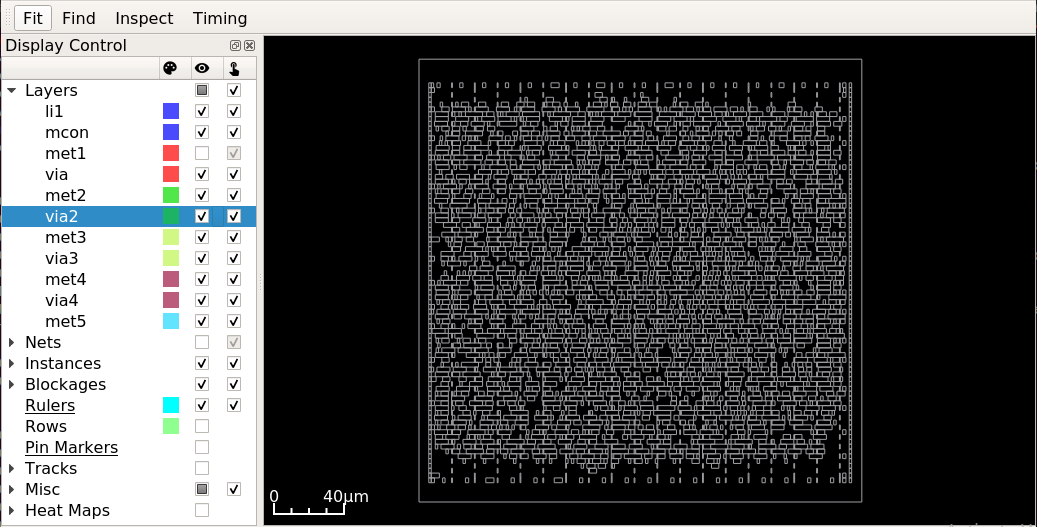 Fit Find Inspect Timing
Display Control
Layers
li1
mcon
met1
via
met2
via2
met3
via3
met4
via4
met5
Nets
Instances
Blockages
Rulers
Rows
Pin Markers
Tracks
Misc
Heat Maps
0 40μm